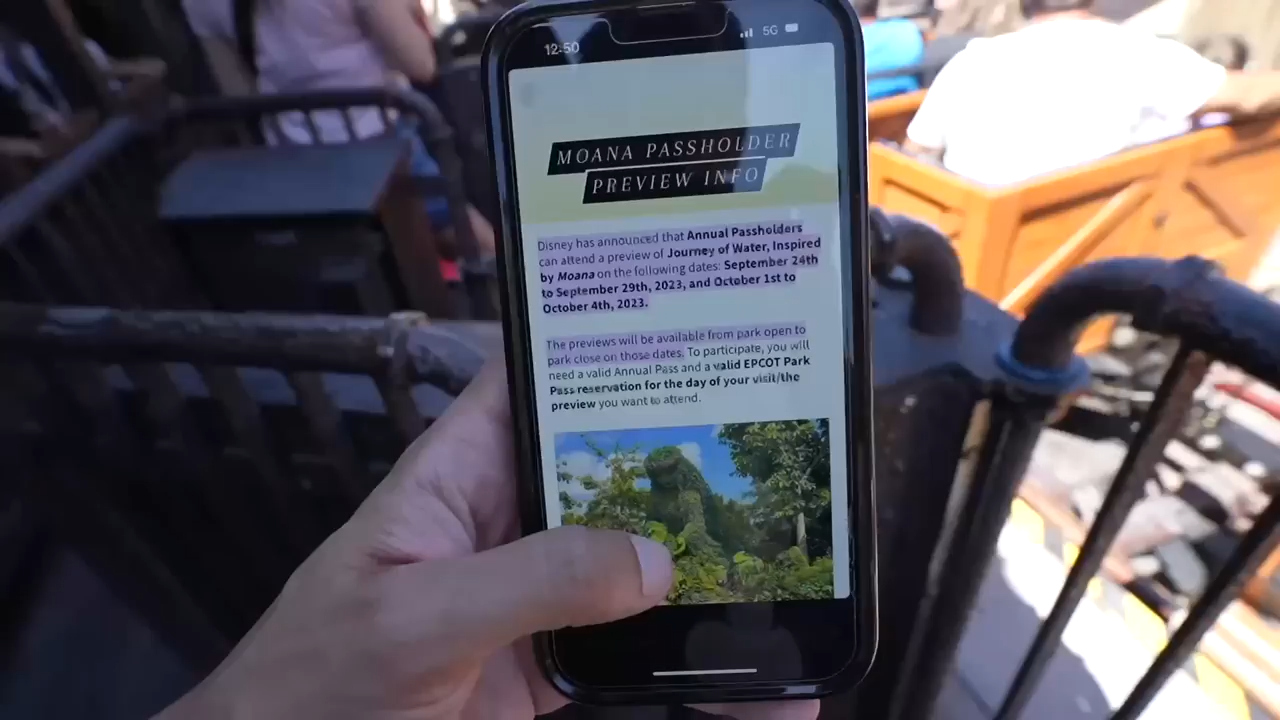 12:50
5G
MOANA PASSHOLDER
PREVIEW INFO
Disney has announced that Annual Passholders
can attend a preview of Journey of Water, Inspired
by Moana on the following dates: September 24th
to September 29th, 2023, and October 1st to
October 4th, 2023.
The previews will be available from park open to
park close on those dates. To participate, you will
need a valid Annual Pass and a valid EPCOT Park
Pass reservation for the day of your visit/the
preview you want to attend.